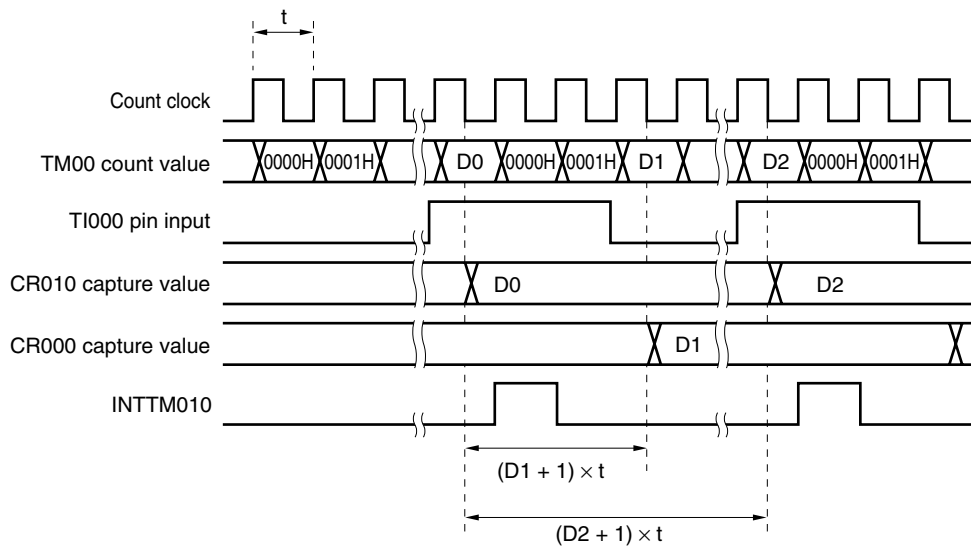 t
Count clock
TM00 count value
0000H 0001H D0 0000H 0001H D1 D2 0000H 0001H
TI000 pin input
CR010 capture value
D0 D2
CR000 capture value
D1
INTTM010
(D1 + 1) × t
(D2 + 1) × t